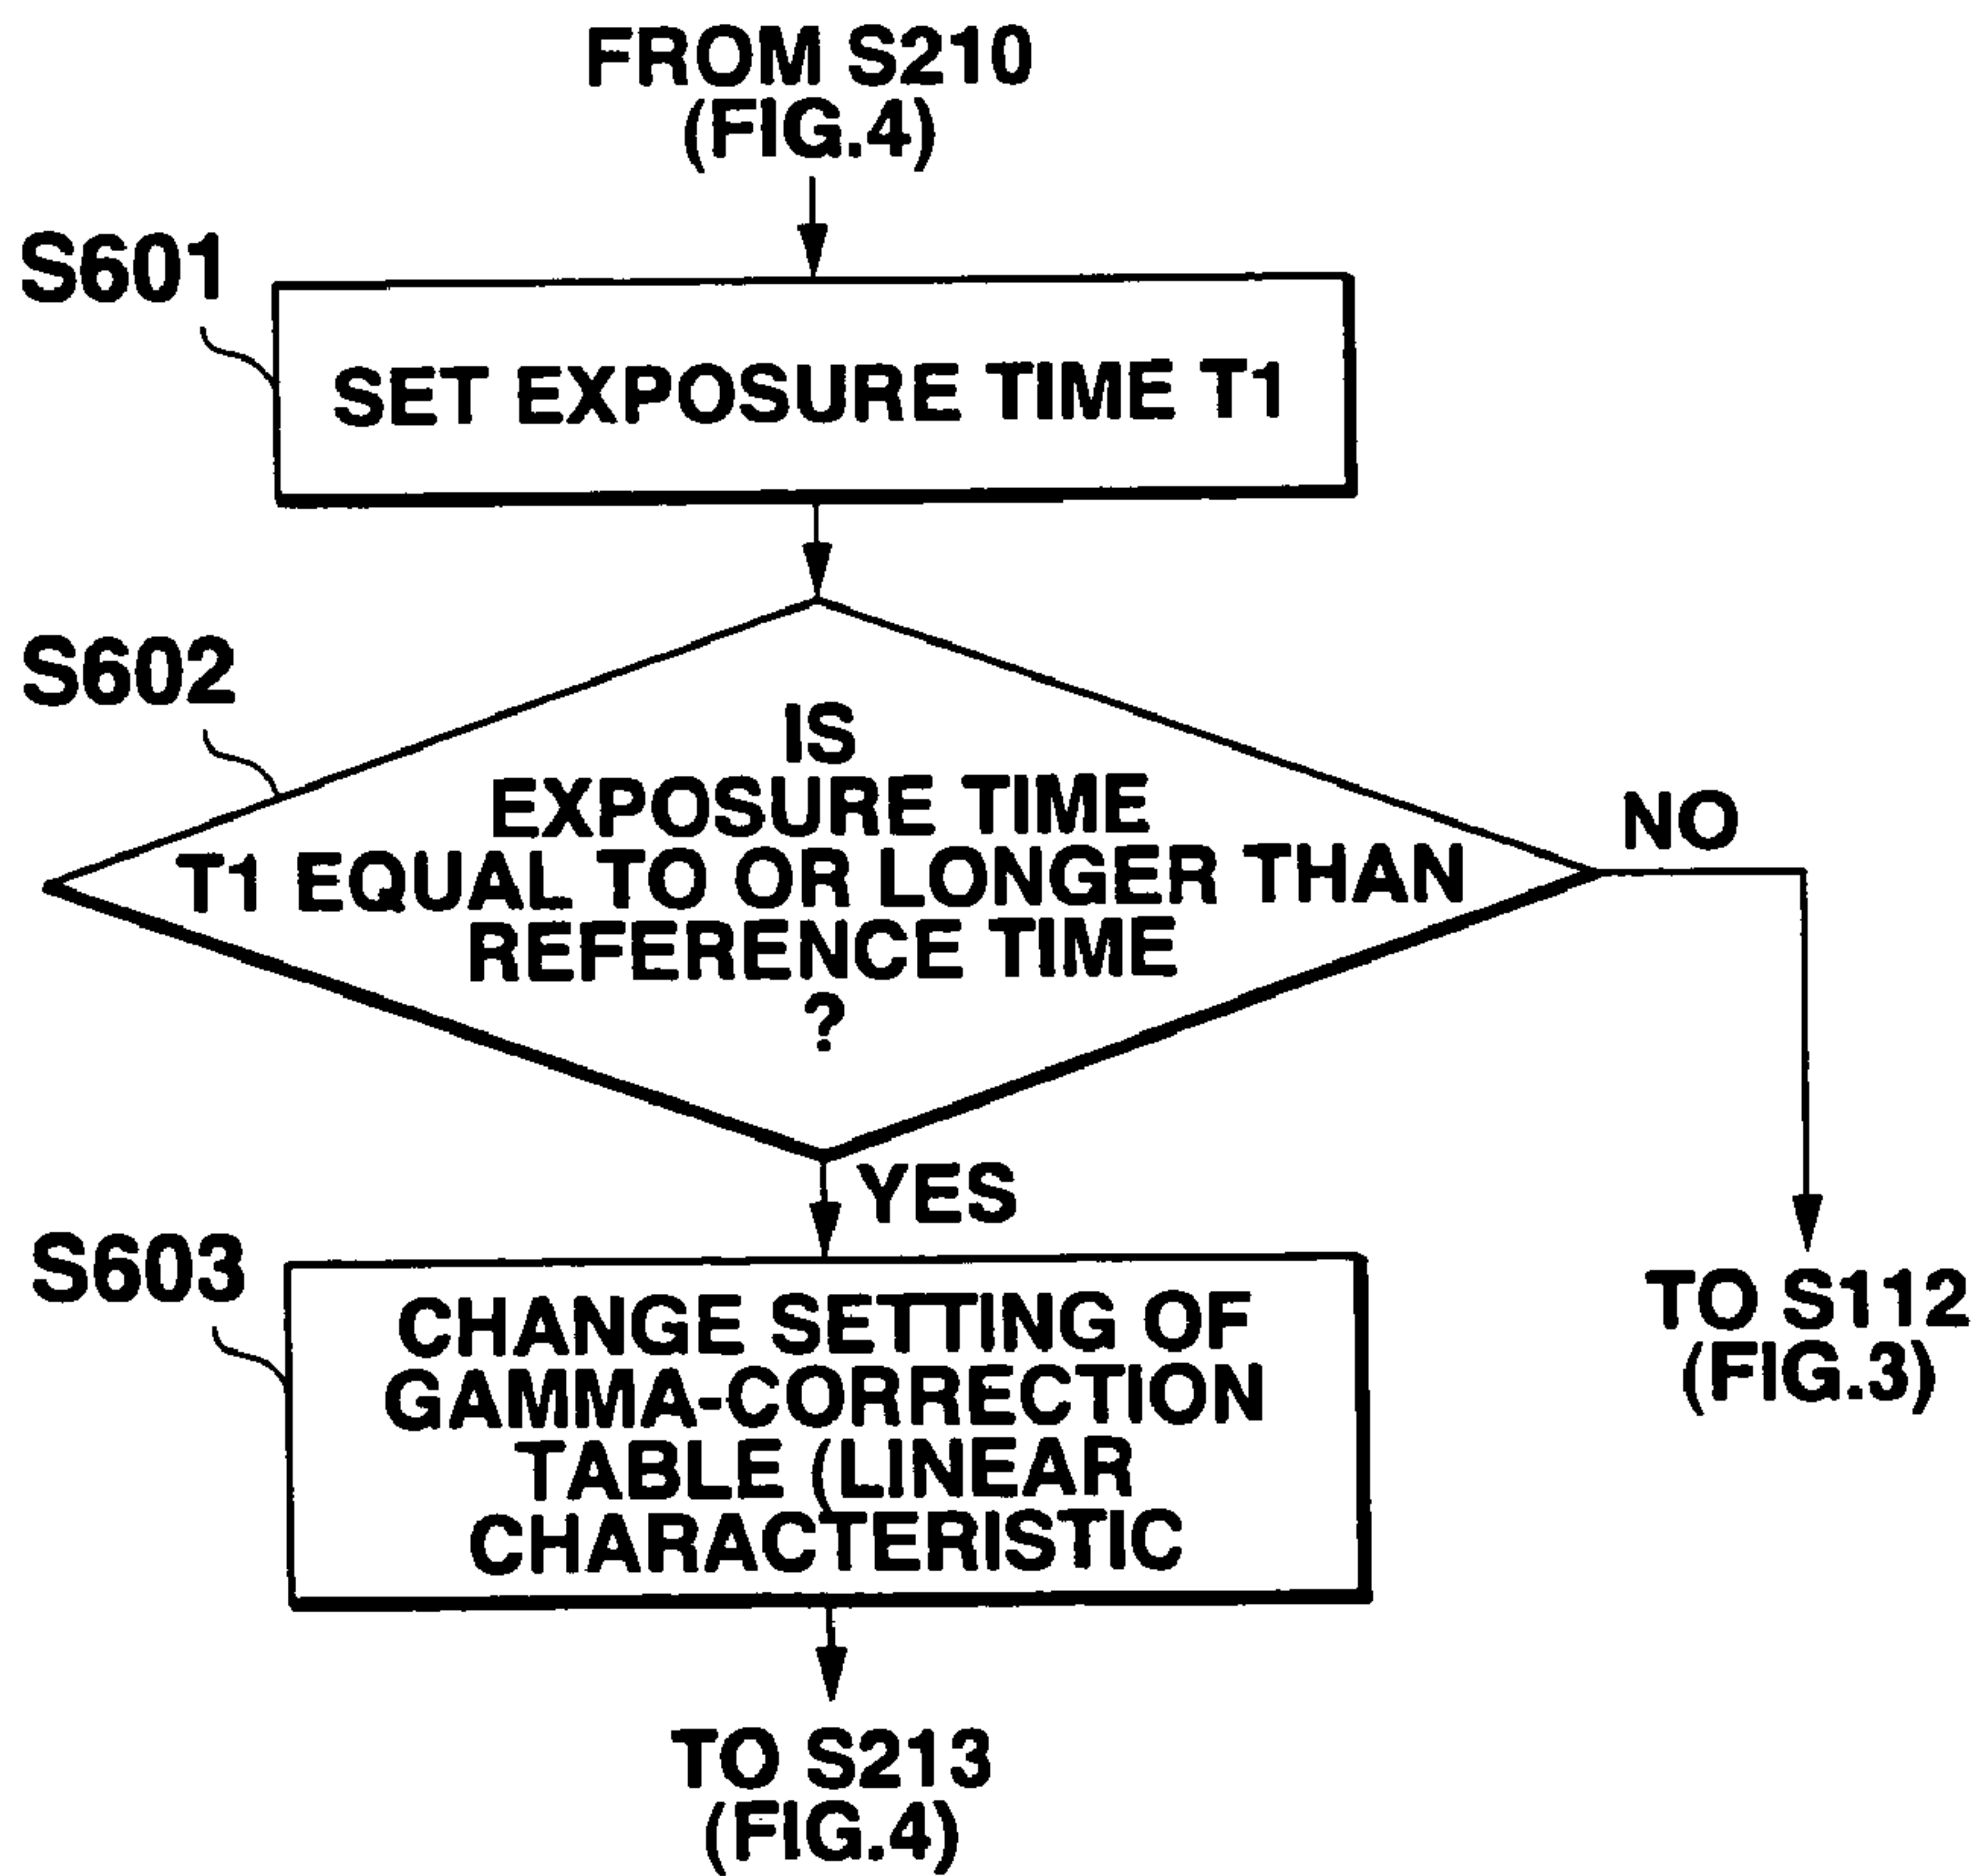 FROM S210
(FIG.4)
S601
SET EXPOSURE TIME T1
S602
IS
EXPOSURE TIME
T1 EQUAL TO OR LONGER THAN
REFERENCE TIME
?
NO
YES
S603
CHANGE SETTING OF
GAMMA-CORRECTION
TABLE (LINEAR
CHARACTERISTIC
TO S112
(FIG.3)
TO S213
(FIG.4)